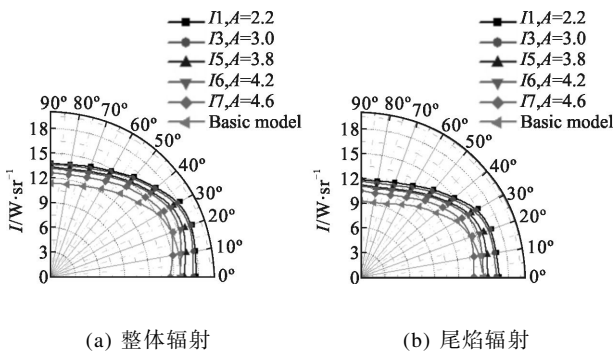 I1,A=2.2
I3,A=3.0
I5,A=3.8
I6,A=4.2
I7,A=4.6
Basic model
90° 80° 70° 60° 50° 40° 30° 20° 10° 0°
18
15
12
9
6
3
0
I/W·sr⁻¹
(a) 整体辐射
I1,A=2.2
I3,A=3.0
I5,A=3.8
I6,A=4.2
I7,A=4.6
Basic model
90° 80° 70° 60° 50° 40° 30° 20° 10° 0°
18
15
12
9
6
3
0
I/W·sr⁻¹
(b) 尾焰辐射